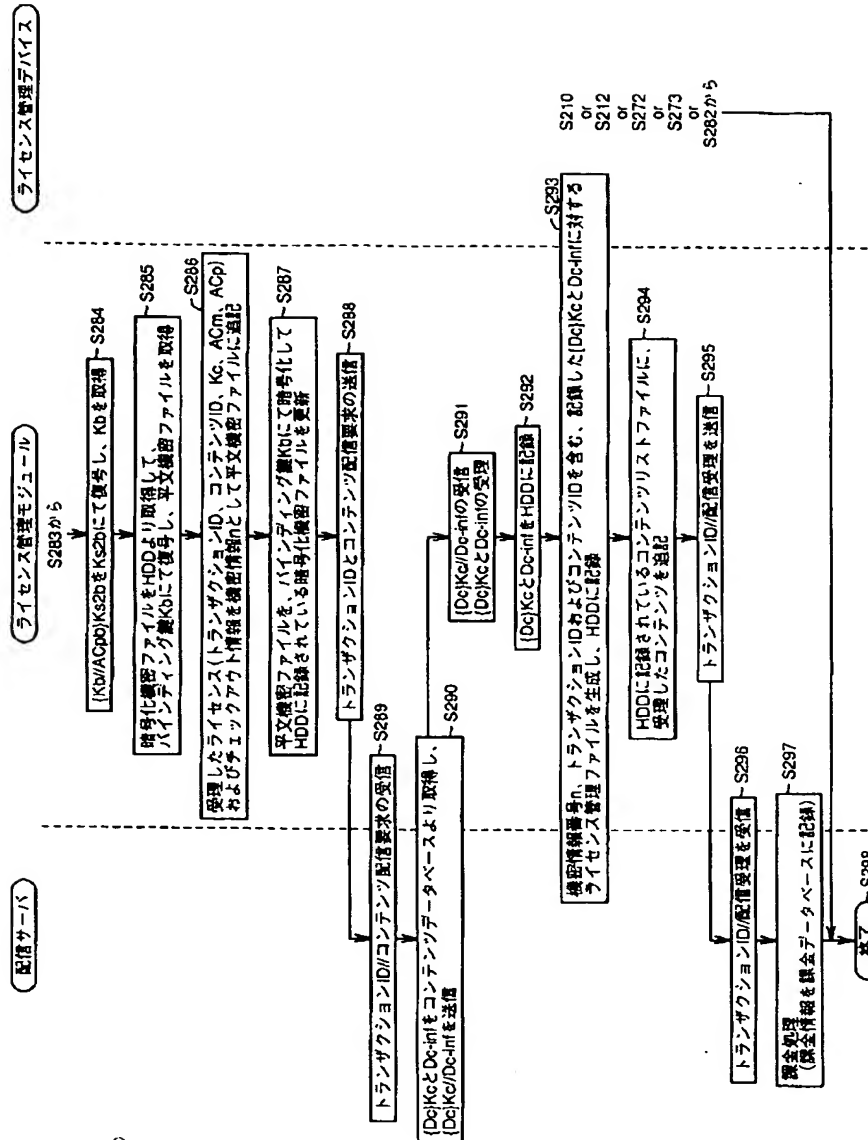 配信サーバ
ライセンス管理モジュール
ライセンス管理デバイス
S283から
{Kb//ACpb}Ks2bをKs2bにて復号し、Kbを取得
S284
暗号化機密ファイルをHDDより取得して、
バインディング鍵Kbにて復号し、平文機密ファイルを取得
S285
受理したライセンス(トランザクションID、コンテンツID、Kc、ACm、ACp)
およびチェックアウト情報を機密情報nとして平文機密ファイルに追記
S286
平文機密ファイルを、バインディング鍵Kbにて暗号化して
HDDに記録されている暗号化機密ファイルを更新
S287
トランザクションIDとコンテンツ配信要求の送信
S288
トランザクションID//コンテンツ配信要求の受信
S289
{Dc}KcとDc-infをコンテンツデータベースより取得し、
{Dc}Kc//Dc-infを送信
S290
{Dc}Kc//Dc-infの受信
{Dc}KcとDc-infの受理
S291
{Dc}KcとDc-infをHDDに記録
S292
機密情報番号n、トランザクションIDおよびコンテンツIDを含む、記録した{Dc}KcとDc-infに対する
ライセンス管理ファイルを生成し、HDDに記録
S293
HDDに記録されているコンテンツリストファイルに、
受理したコンテンツを追記
S294
トランザクションID//配信受理を送信
S295
トランザクションID//配信受理を受信
S296
課金処理
(課金情報を課金データベースに記録)
S297
S210
or
S212
or
S272
or
S273
or
S282から
終了
S298